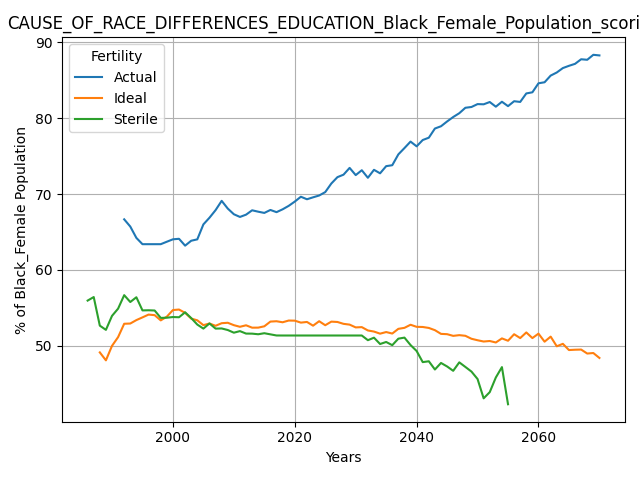 CAUSE_OF_RACE_DIFFERENCES_EDUCATION_Black_Female_Population_scori
Fertility
Actual
Ideal
Sterile
% of Black_Female Population
90
80
70
60
50
2000
2020
2040
2060
Years